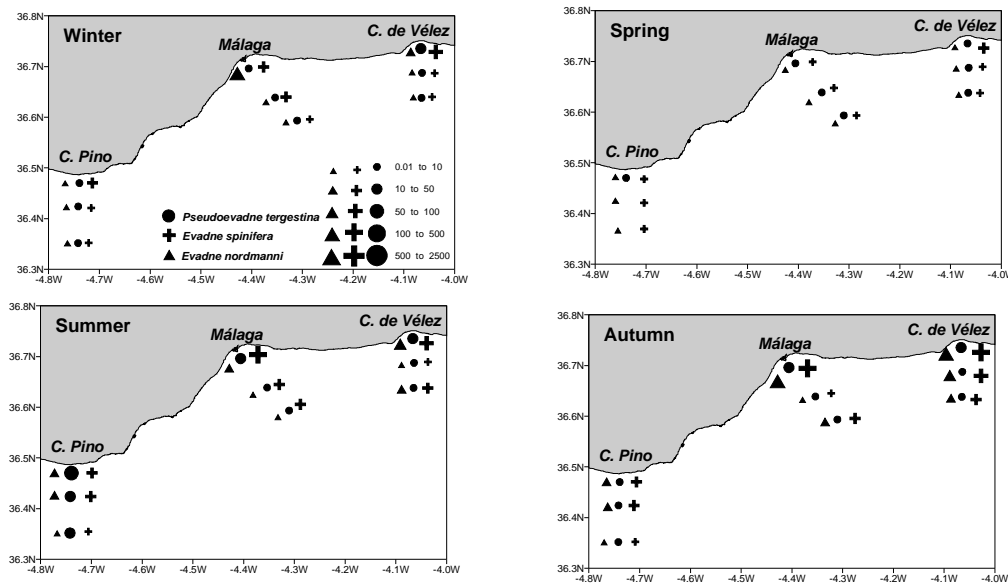 36.8N
36.7N
36.6N
36.5N
36.4N
36.3N
Winter
Málaga
C. de Vélez
C. Pino
0.01 to 10
10 to 50
50 to 100
100 to 500
500 to 2500
Pseudoevadne tergestina
Evadne spinifera
Evadne nordmanni
-4.8W -4.7W -4.6W -4.5W -4.4W -4.3W -4.2W -4.1W -4.0W
36.8N
36.7N
36.6N
36.5N
36.4N
36.3N
Spring
Málaga
C. de Vélez
C. Pino
-4.8W -4.7W -4.6W -4.5W -4.4W -4.3W -4.2W -4.1W -4.0W
36.8N
36.7N
36.6N
36.5N
36.4N
36.3N
Summer
Málaga
C. de Vélez
C. Pino
-4.8W -4.7W -4.6W -4.5W -4.4W -4.3W -4.2W -4.1W -4.0W
36.8N
36.7N
36.6N
36.5N
36.4N
36.3N
Autumn
Málaga
C. de Vélez
C. Pino
-4.8W -4.7W -4.6W -4.5W -4.4W -4.3W -4.2W -4.1W -4.0W